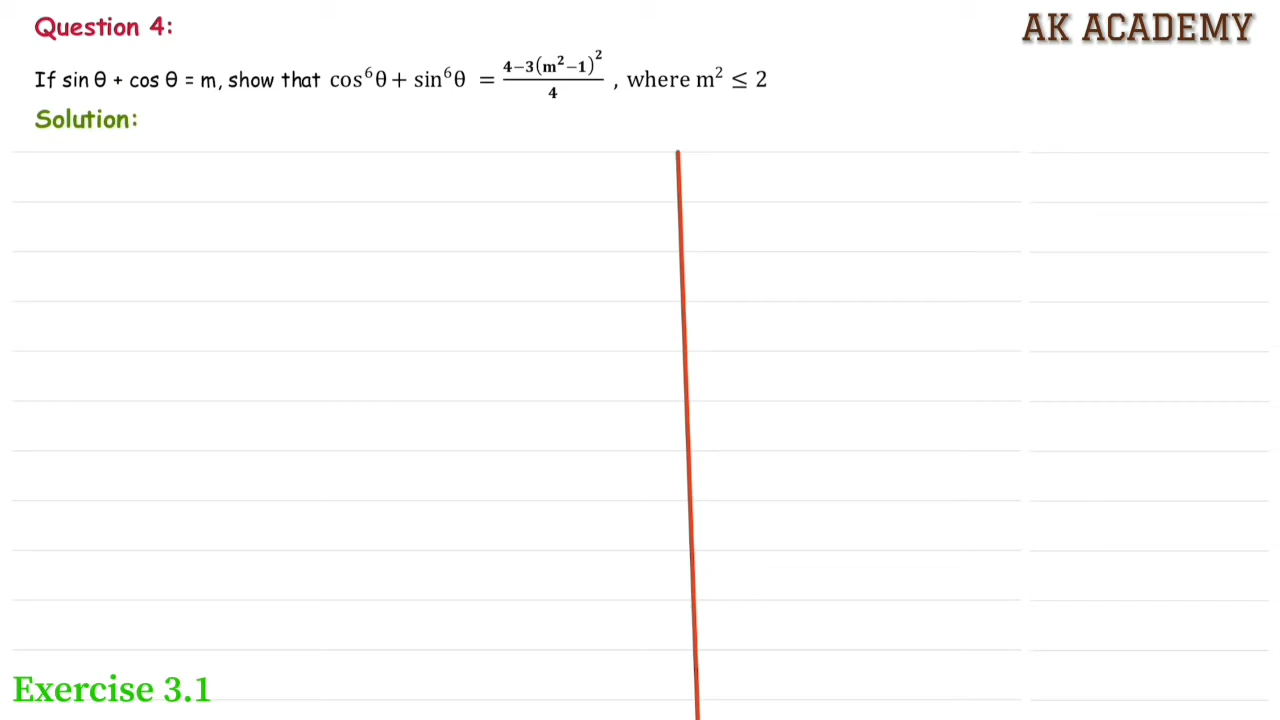 Question 4:
AK ACADEMY
If sin θ + cos θ = m, show that cos⁶θ + sin⁶θ = \frac{4−3(m²−1)²}{4} , where m² ≤ 2
Solution:
Exercise 3.1